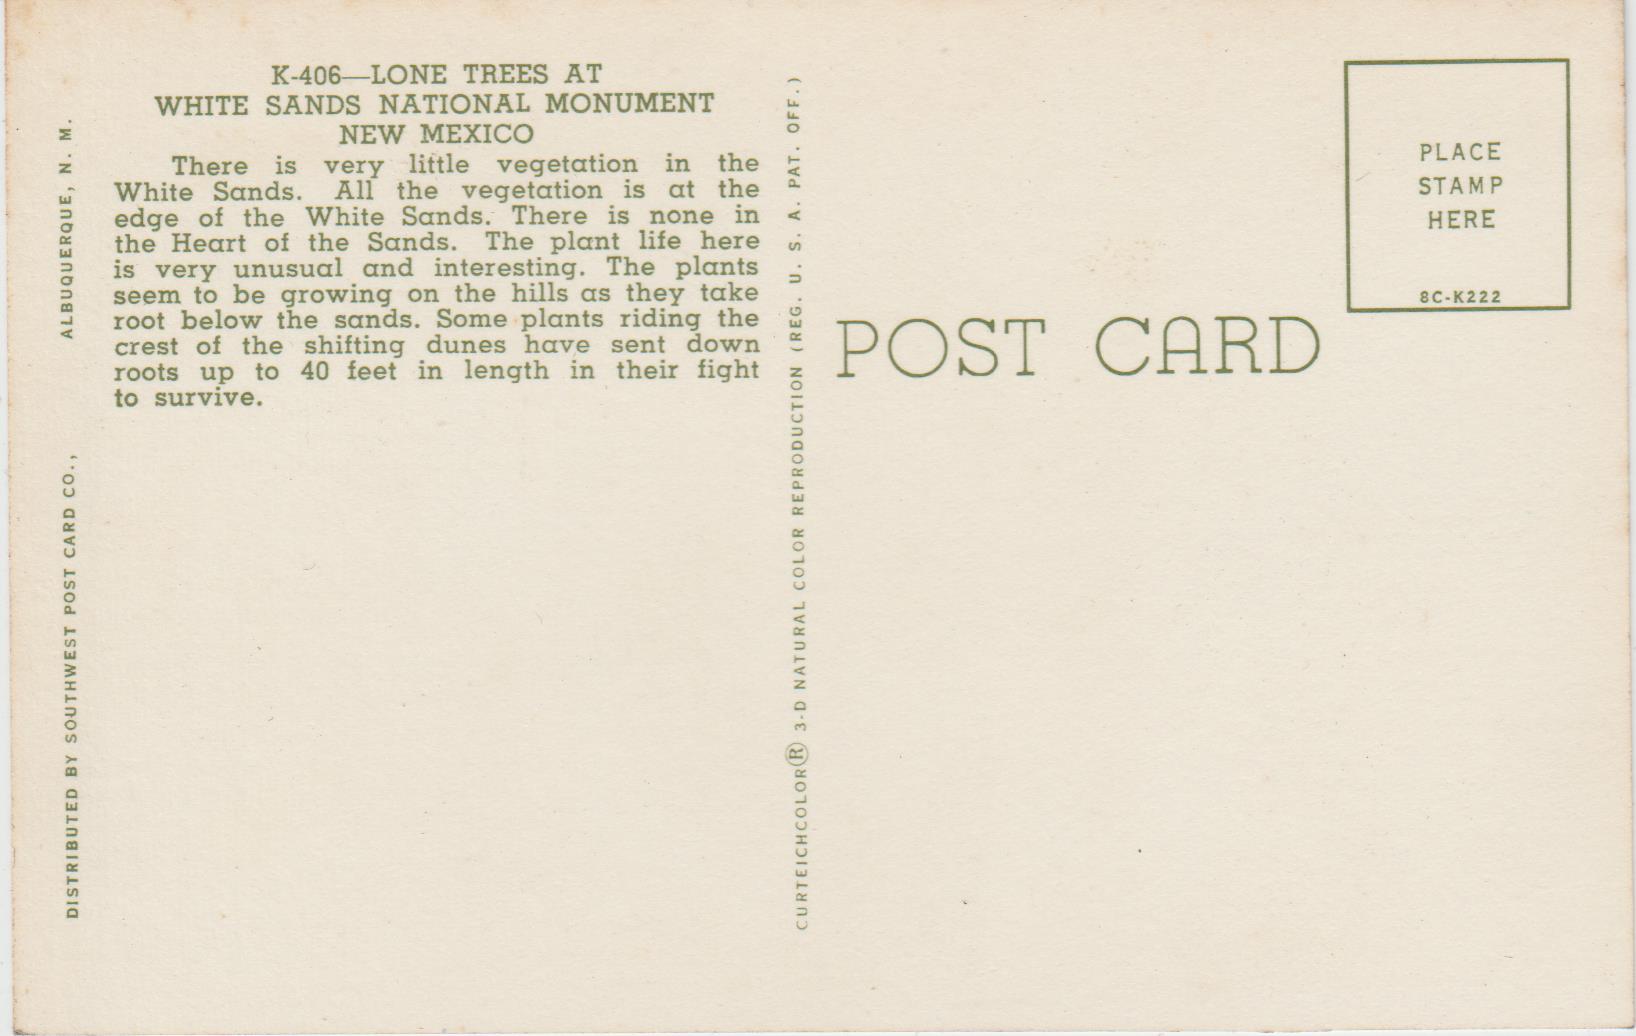 K-406—LONE TREES AT
WHITE SANDS NATIONAL MONUMENT
NEW MEXICO
There is very little vegetation in the
White Sands. All the vegetation is at the
edge of the White Sands. There is none in
the Heart of the Sands. The plant life here
is very unusual and interesting. The plants
seem to be growing on the hills as they take
root below the sands. Some plants riding the
crest of the shifting dunes have sent down
roots up to 40 feet in length in their fight
to survive.
DISTRIBUTED BY SOUTHWEST POST CARD CO., ALBUQUERQUE, N. M.
CURTEICHCOLOR® 3-D NATURAL COLOR REPRODUCTION (REG. U. S. A. PAT. OFF.)
POST CARD
PLACE
STAMP
HERE
8C-K222